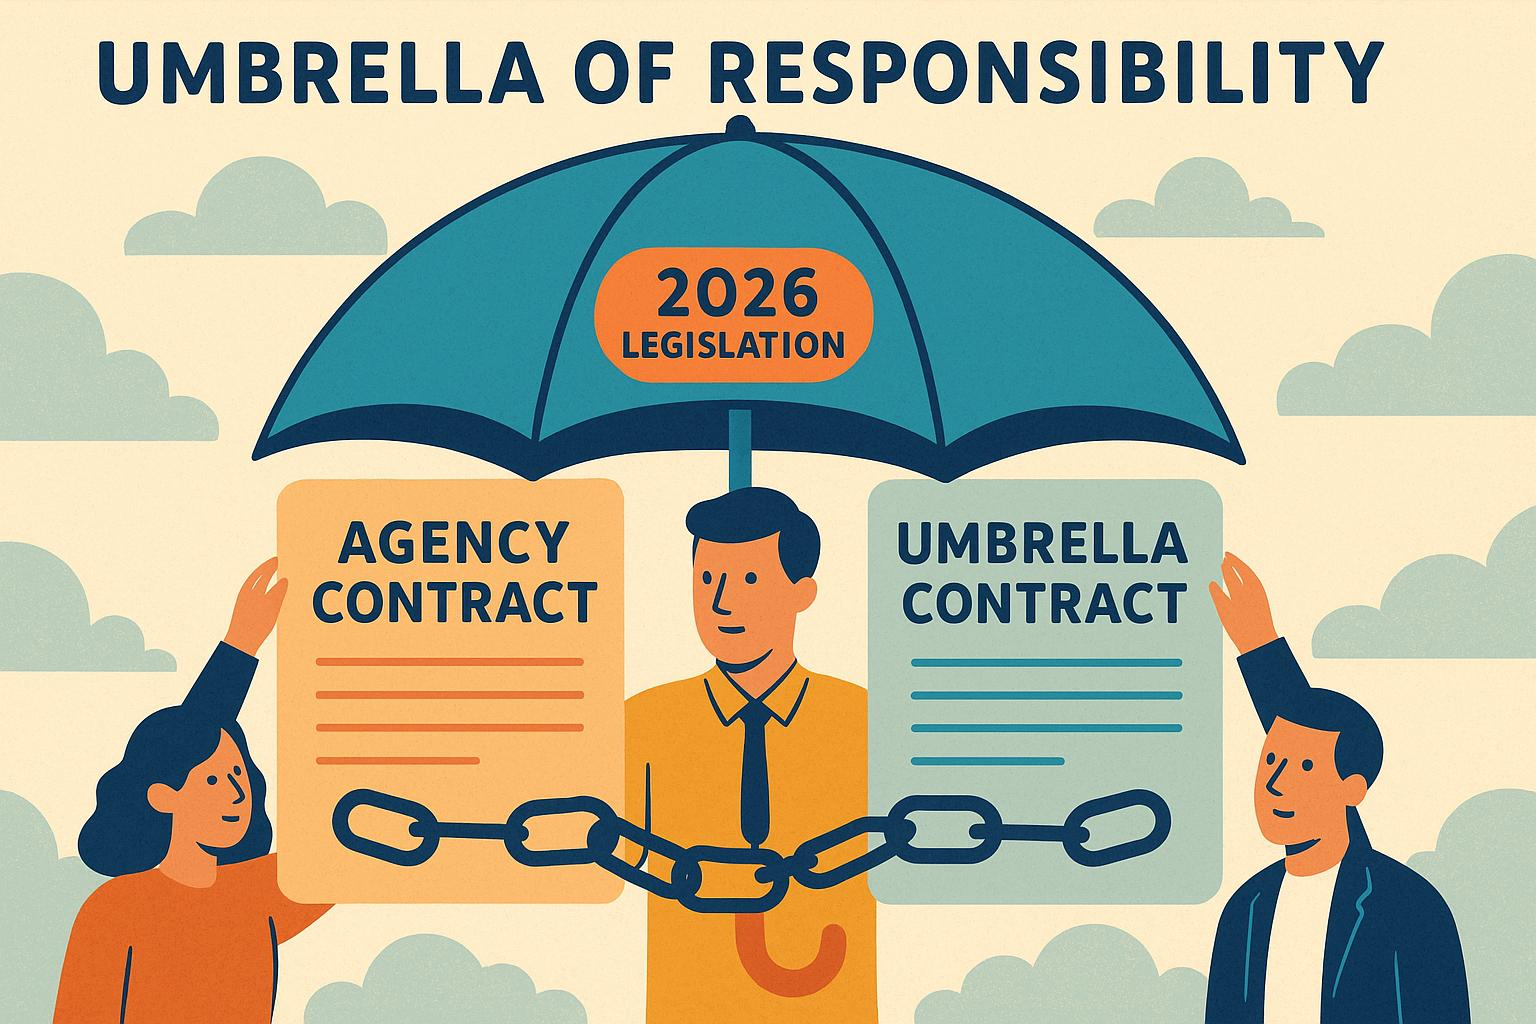 UMBRELLA OF RESPONSIBILITY
2026
LEGISLATION
AGENCY
CONTRACT
UMBRELLA
CONTRACT